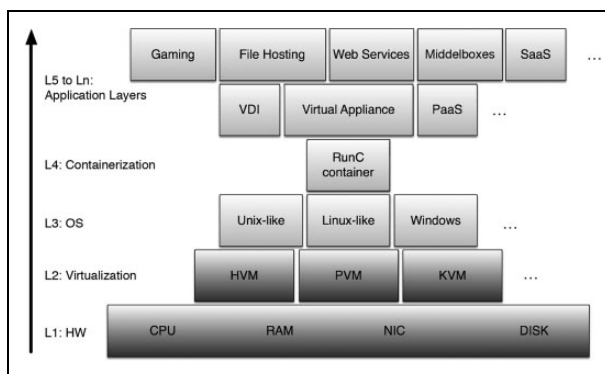 Gaming File Hosting Web Services Middelboxes SaaS ...
L5 to Ln:
Application Layers
VDI Virtual Appliance PaaS ...
L4: Containerization RunC
container
L3: OS Unix-like Linux-like Windows ...
L2: Virtualization HVM PVM KVM ...
L1: HW CPU RAM NIC DISK